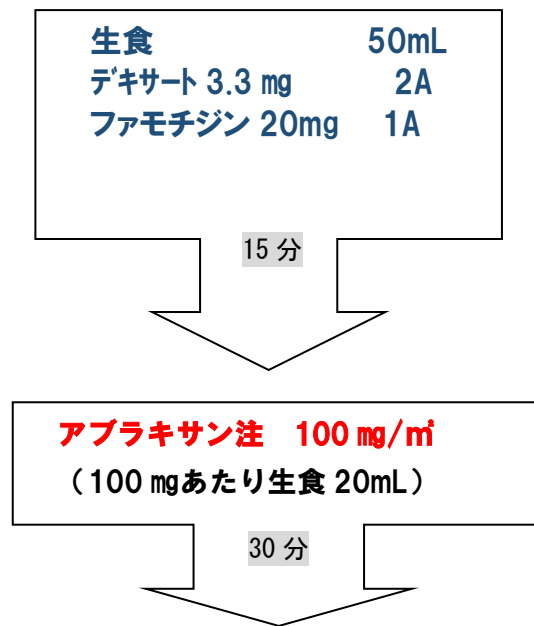 生食 50mL
デキサート 3.3 ㎎ 2A
ファモチジン 20mg 1A
15 分
アブラキサン注 100 ㎎/㎡
（100 ㎎あたり生食 20mL）
30 分